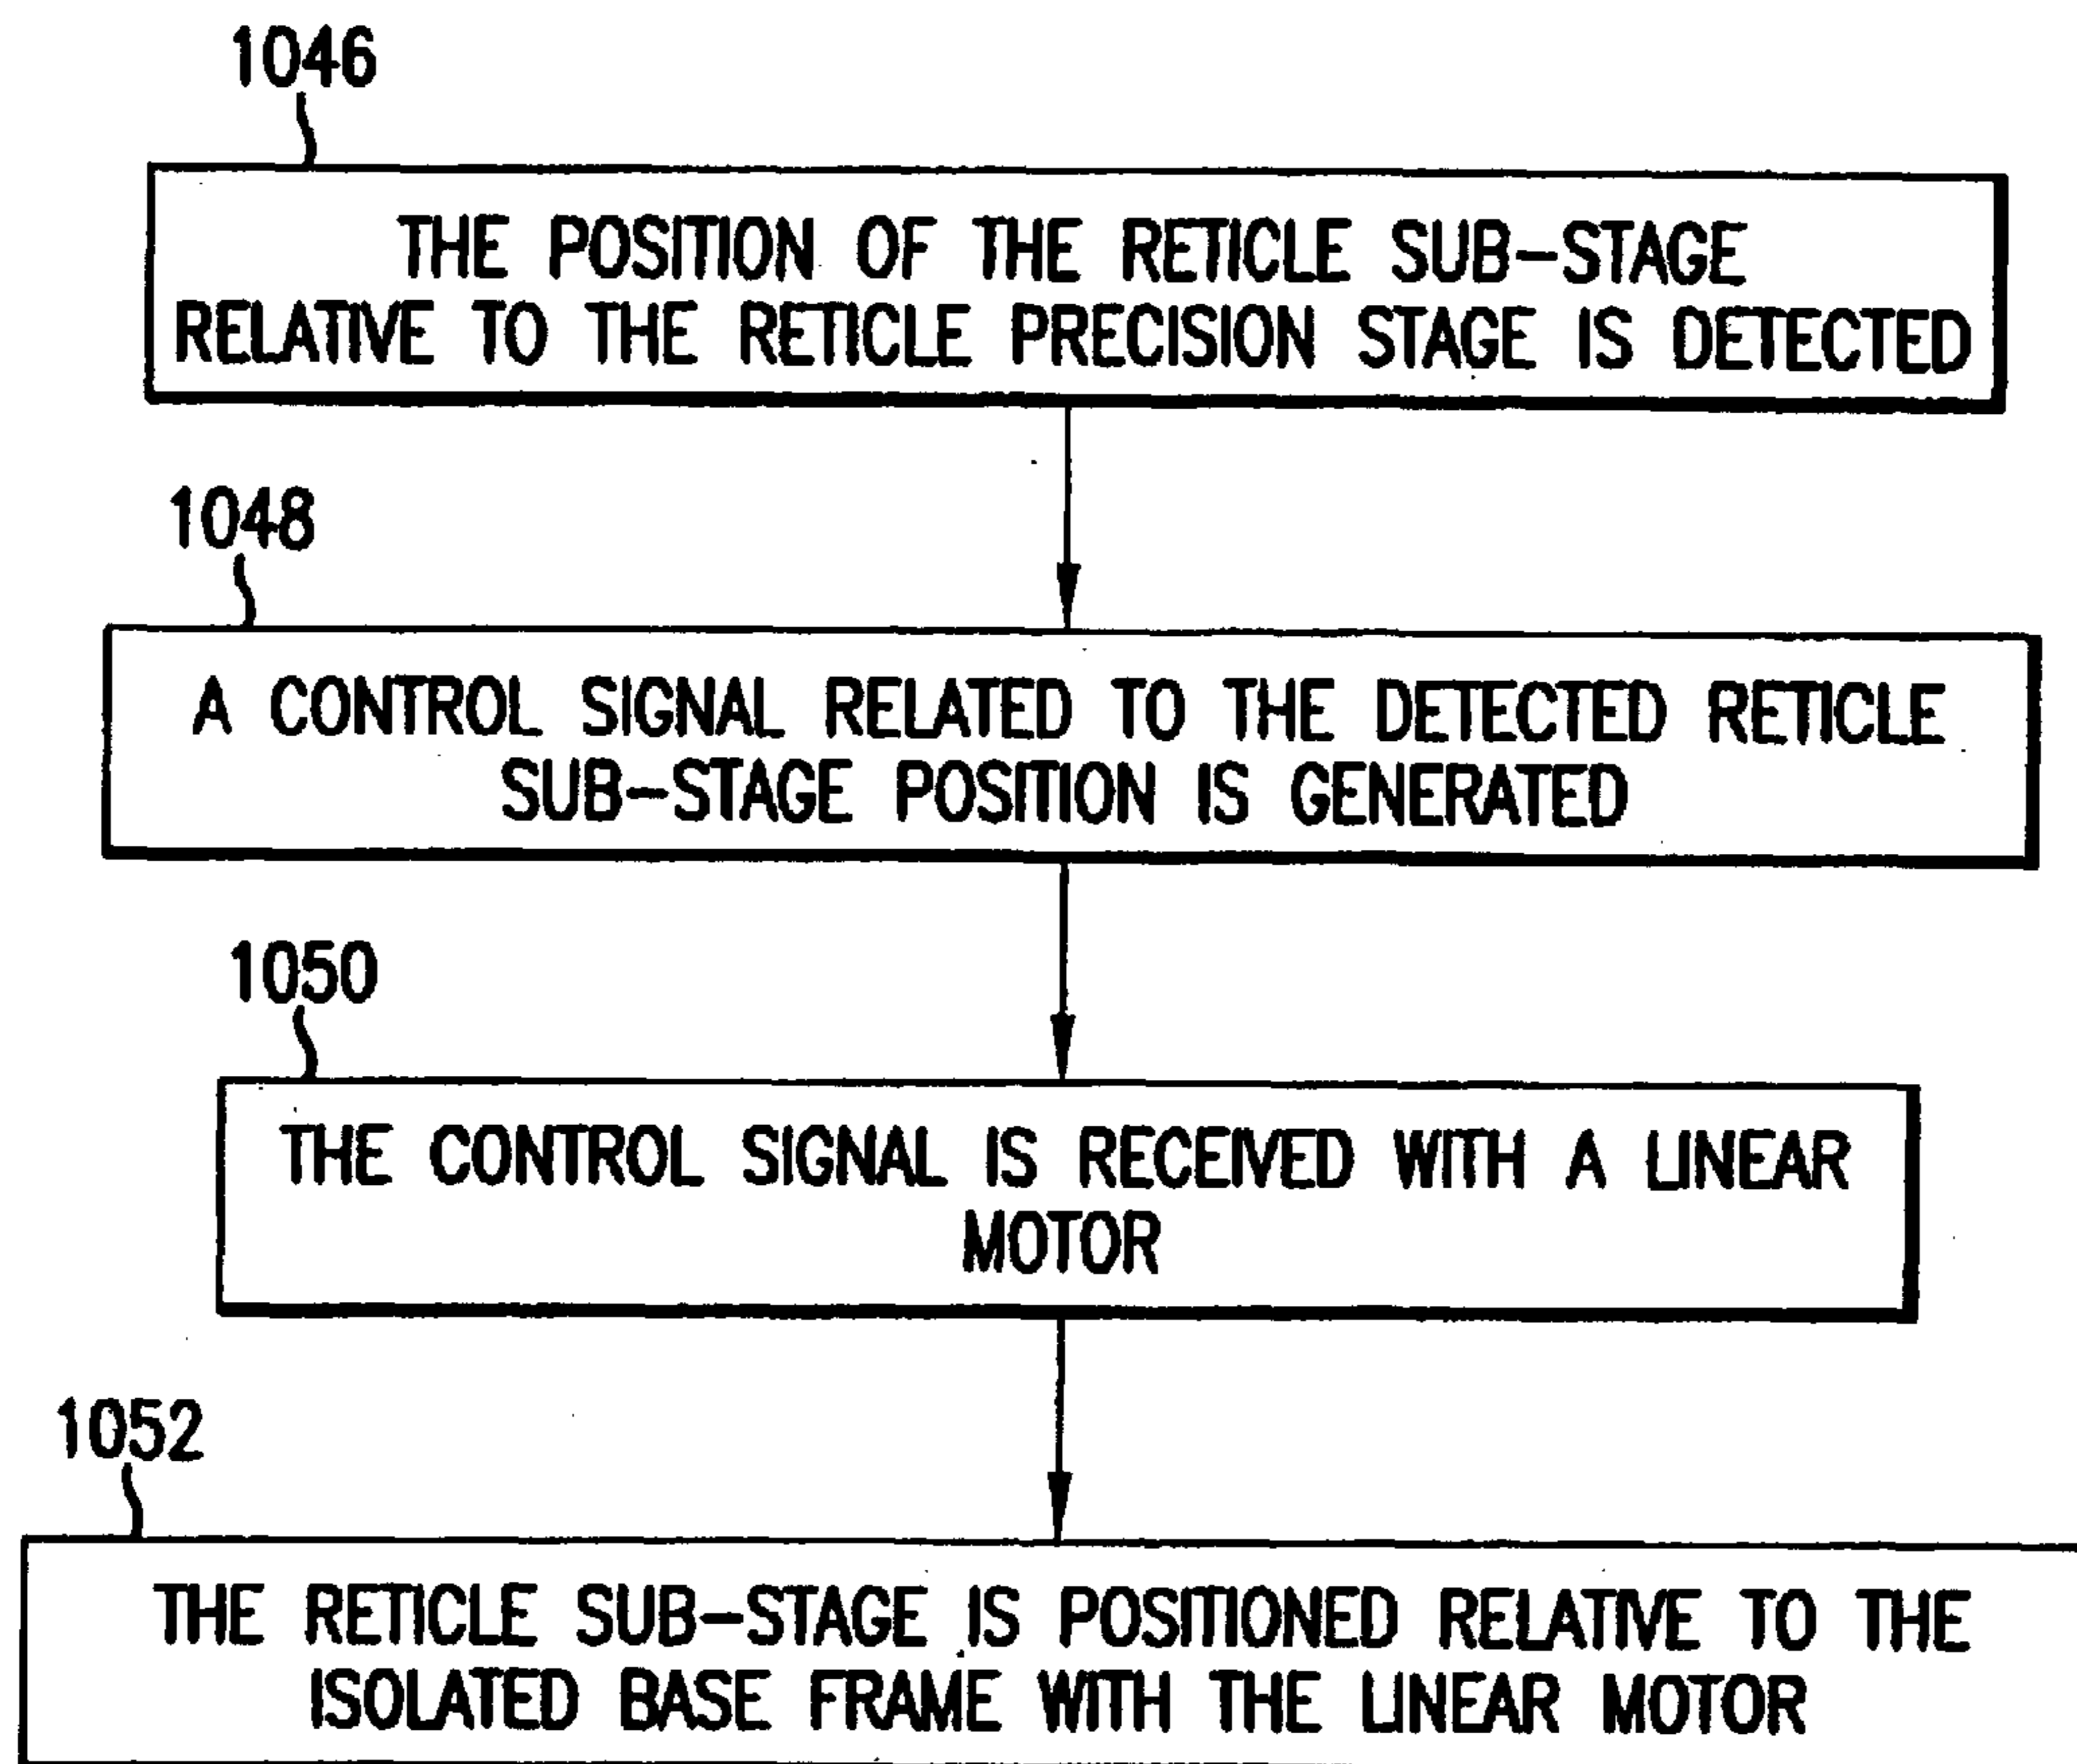 1046
THE POSITION OF THE RETICLE SUB-STAGE
RELATIVE TO THE RETICLE PRECISION STAGE IS DETECTED
1048
A CONTROL SIGNAL RELATED TO THE DETECTED RETICLE
SUB-STAGE POSITION IS GENERATED
1050
THE CONTROL SIGNAL IS RECEIVED WITH A LINEAR
MOTOR
1052
THE RETICLE SUB-STAGE IS POSITIONED RELATIVE TO THE
ISOLATED BASE FRAME WITH THE LINEAR MOTOR